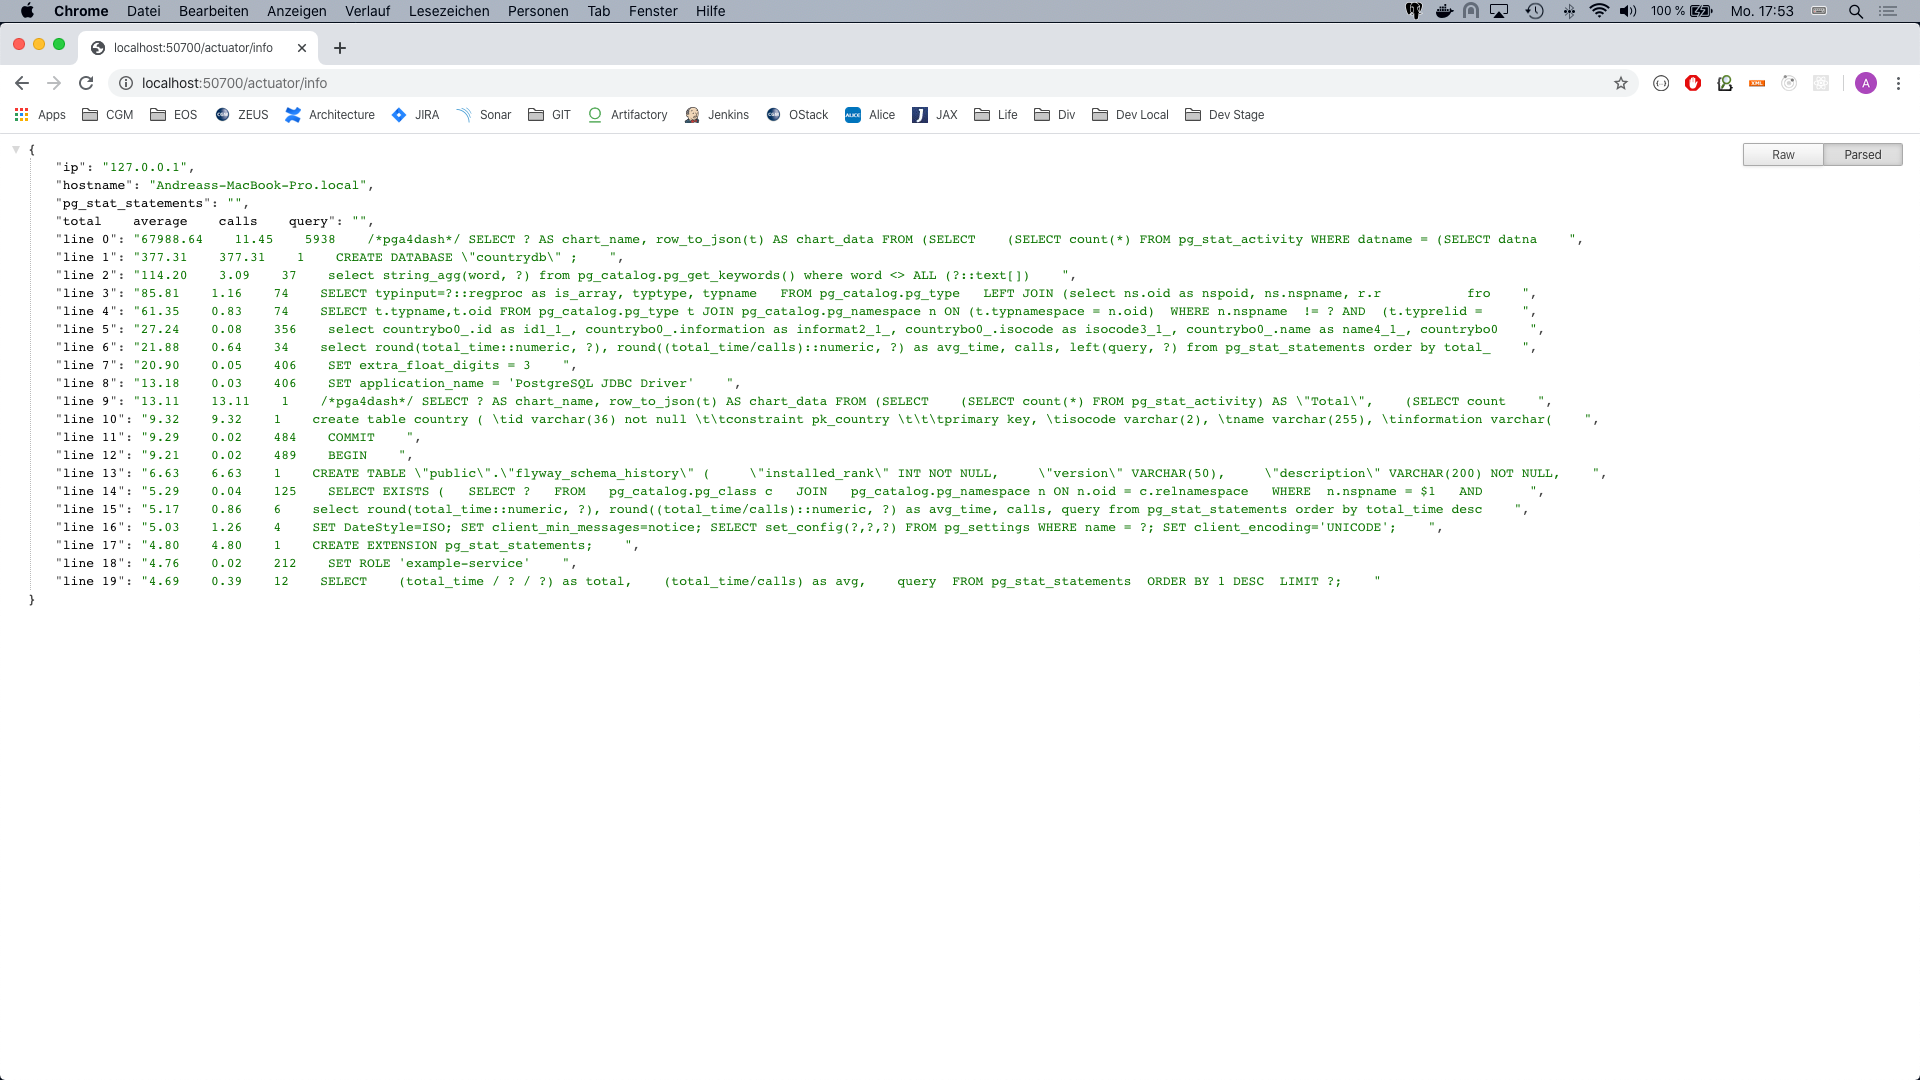 Chrome Datei Bearbeiten Anzeigen Verlauf Lesezeichen Personen Tab Fenster Hilfe 100 % Mo. 17:53
localhost:50700/actuator/info
localhost:50700/actuator/info A
Apps CGM EOS CGM ZEUS Architecture JIRA Sonar GIT Artifactory Jenkins CGM OStack ALICE Alice J JAX Life Div Dev Local Dev Stage
Raw Parsed
{
"ip": "127.0.0.1",
"hostname": "Andreass-MacBook-Pro.local",
"pg_stat_statements": "",
"total    average    calls    query": "",
"line 0": "67988.64    11.45    5938    /*pga4dash*/ SELECT ? AS chart_name, row_to_json(t) AS chart_data FROM (SELECT    (SELECT count(*) FROM pg_stat_activity WHERE datname = (SELECT datna    ",
"line 1": "377.31    377.31    1    CREATE DATABASE \"countrydb\" ;    ",
"line 2": "114.20    3.09    37    select string_agg(word, ?) from pg_catalog.pg_get_keywords() where word <> ALL (?::text[])    ",
"line 3": "85.81   1.16    74    SELECT typinput=?::regproc as is_array, typtype, typname   FROM pg_catalog.pg_type   LEFT JOIN (select ns.oid as nspoid, ns.nspname, r.r           fro    ",
"line 4": "61.35   0.83    74    SELECT t.typname,t.oid FROM pg_catalog.pg_type t JOIN pg_catalog.pg_namespace n ON (t.typnamespace = n.oid)  WHERE n.nspname  != ? AND  (t.typrelid =     ",
"line 5": "27.24   0.08    356    select countrybo0_.id as id1_1_, countrybo0_.information as informat2_1_, countrybo0_.isocode as isocode3_1_, countrybo0_.name as name4_1_, countrybo0    ",
"line 6": "21.88   0.64    34    select round(total_time::numeric, ?), round((total_time/calls)::numeric, ?) as avg_time, calls, left(query, ?) from pg_stat_statements order by total_    ",
"line 7": "20.90   0.05    406    SET extra_float_digits = 3    ",
"line 8": "13.18   0.03    406    SET application_name = 'PostgreSQL JDBC Driver'    ",
"line 9": "13.11   13.11    1    /*pga4dash*/ SELECT ? AS chart_name, row_to_json(t) AS chart_data FROM (SELECT    (SELECT count(*) FROM pg_stat_activity) AS \"Total\",    (SELECT count    ",
"line 10": "9.32    9.32    1    create table country ( \tid varchar(36) not null \t\tconstraint pk_country \t\t\tprimary key, \tisocode varchar(2), \tname varchar(255), \tinformation varchar(    ",
"line 11": "9.29    0.02    484    COMMIT    ",
"line 12": "9.21    0.02    489    BEGIN    ",
"line 13": "6.63    6.63    1    CREATE TABLE \"public\".\"flyway_schema_history\" (     \"installed_rank\" INT NOT NULL,     \"version\" VARCHAR(50),     \"description\" VARCHAR(200) NOT NULL,    ",
"line 14": "5.29    0.04    125    SELECT EXISTS (   SELECT ?   FROM   pg_catalog.pg_class c   JOIN   pg_catalog.pg_namespace n ON n.oid = c.relnamespace   WHERE  n.nspname = $1   AND      ",
"line 15": "5.17    0.86    6    select round(total_time::numeric, ?), round((total_time/calls)::numeric, ?) as avg_time, calls, query from pg_stat_statements order by total_time desc    ",
"line 16": "5.03    1.26    4    SET DateStyle=ISO; SET client_min_messages=notice; SELECT set_config(?,?,?) FROM pg_settings WHERE name = ?; SET client_encoding='UNICODE';    ",
"line 17": "4.80    4.80    1    CREATE EXTENSION pg_stat_statements;    ",
"line 18": "4.76    0.02    212    SET ROLE 'example-service'    ",
"line 19": "4.69    0.39    12    SELECT    (total_time / ? / ?) as total,    (total_time/calls) as avg,    query  FROM pg_stat_statements  ORDER BY 1 DESC  LIMIT ?;    "
}